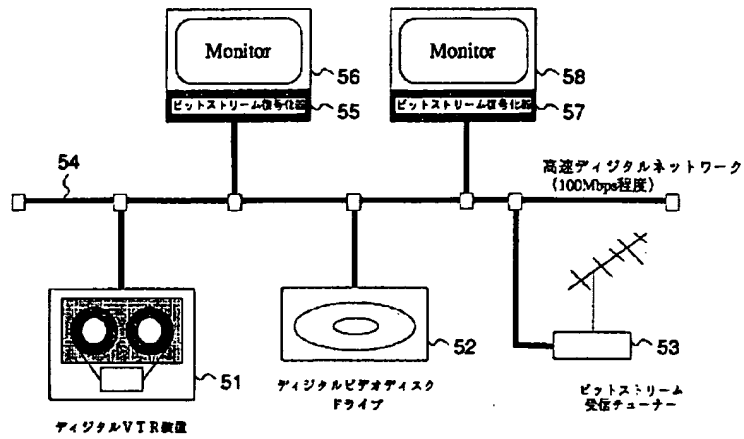 Monitor
56
ビットストリーム信号化器
55
Monitor
58
ビットストリーム信号化器
57
54
高速ディジタルネットワーク
(100Mbps程度)
51
ディジタルVTR装置
52
ディジタルビデオディスク
ドライブ
53
ビットストリーム
受信チューナー